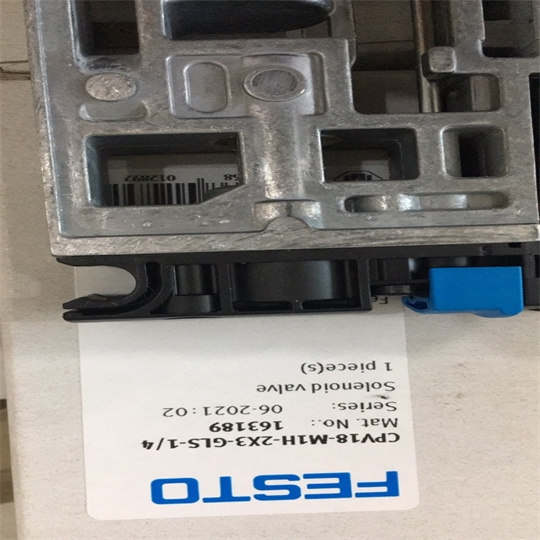 FESTO
CPV18-M1H-2X3-GLS-1/4
Mat. No.: 163189
Series: 06-2021:02
Solenoid valve
1 piece(s)